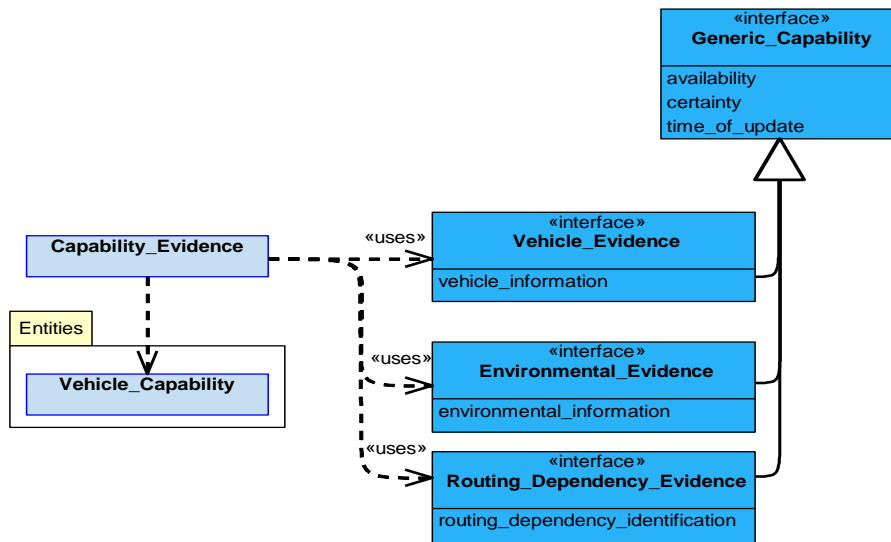 «interface»
Generic_Capability
availability
certainty
time_of_update
Capability_Evidence
«uses»
«interface»
Vehicle_Evidence
vehicle_information
Entities
Vehicle_Capability
«uses»
«interface»
Environmental_Evidence
environmental_information
«uses»
«interface»
Routing_Dependency_Evidence
routing_dependency_identification